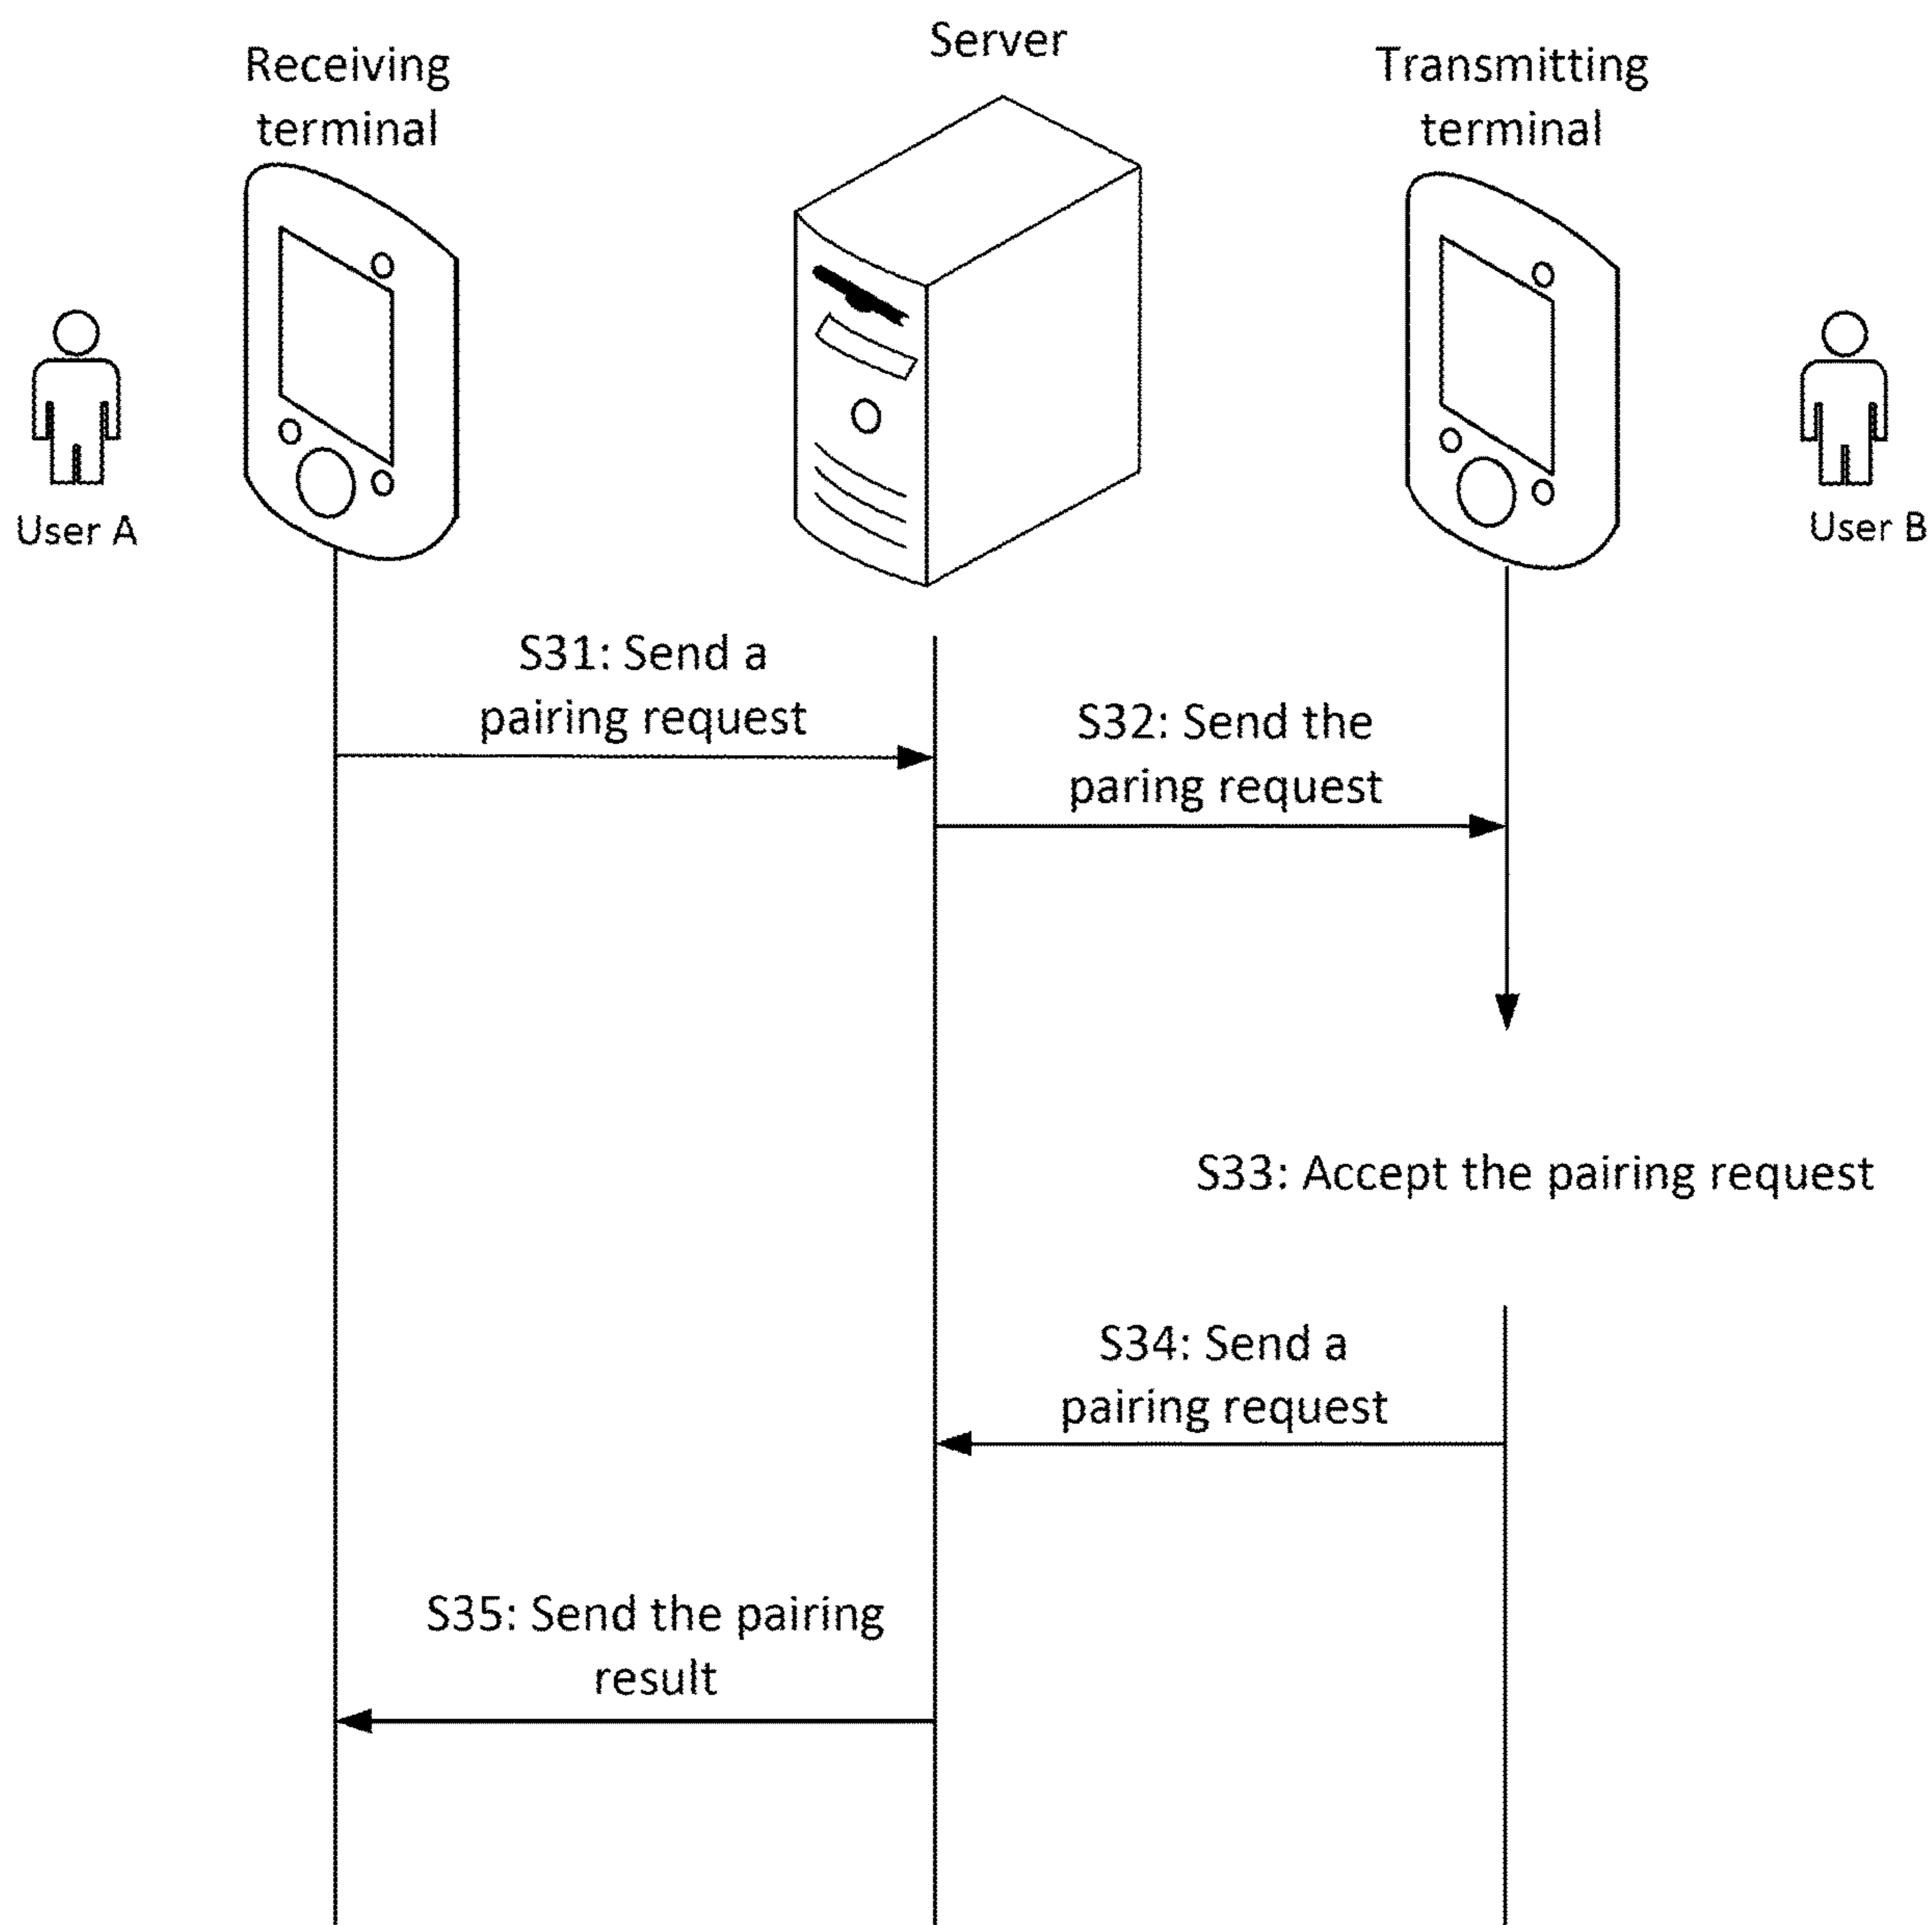 Receiving
terminal
Server
Transmitting
terminal
User A
User B
S31: Send a
pairing request
S32: Send the
paring request
S33: Accept the pairing request
S34: Send a
pairing request
S35: Send the pairing
result